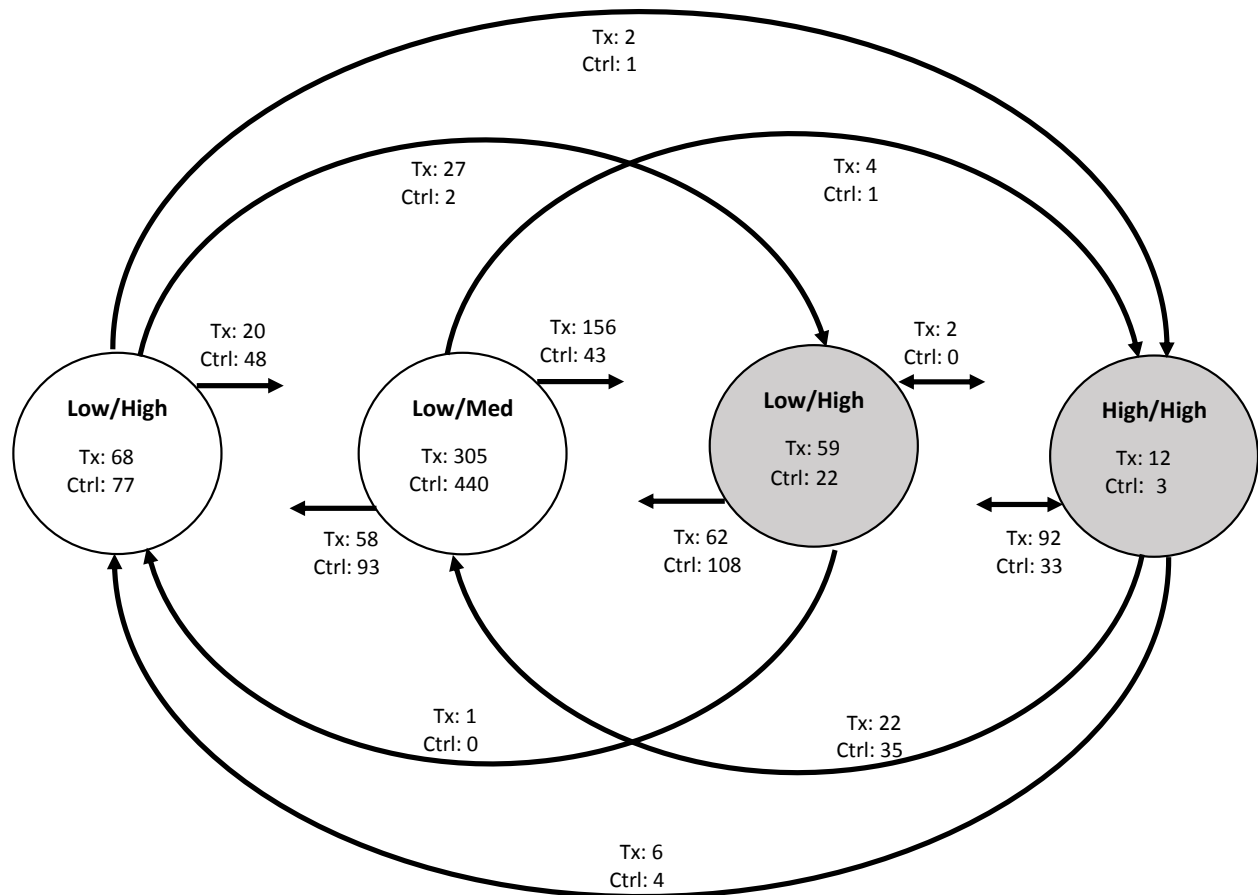 Tx: 2
Ctrl: 1
Tx: 27
Ctrl: 2
Tx: 4
Ctrl: 1
Tx: 20
Ctrl: 48
Tx: 156
Ctrl: 43
Tx: 2
Ctrl: 0
Low/High
Tx: 68
Ctrl: 77
Low/Med
Tx: 305
Ctrl: 440
Low/High
Tx: 59
Ctrl: 22
High/High
Tx: 12
Ctrl: 3
Tx: 58
Ctrl: 93
Tx: 62
Ctrl: 108
Tx: 92
Ctrl: 33
Tx: 1
Ctrl: 0
Tx: 22
Ctrl: 35
Tx: 6
Ctrl: 4